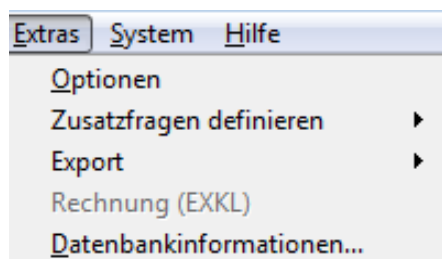 Extras System Hilfe
Optionen
Zusatzfragen definieren
Export
Rechnung (EXKL)
Datenbankinformationen...